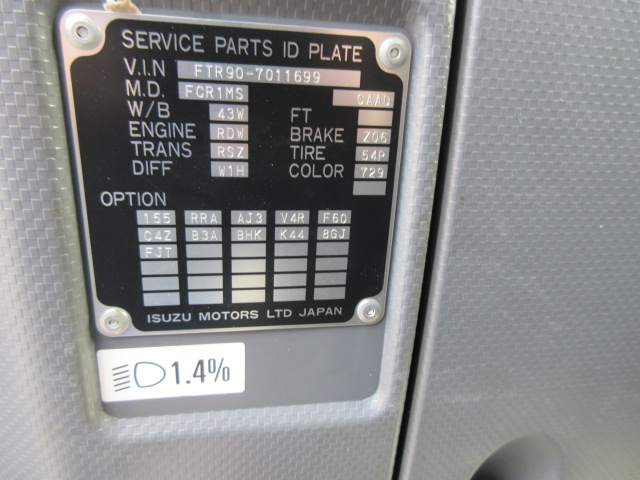 SERVICE PARTS ID PLATE
V.I.N FTR90-7011699
M.D. FCR1MS CAAD
W/B 43W FT
ENGINE RDW BRAKE Z06
TRANS RSZ TIRE 64P
DIFF W1H COLOR 729
OPTION
155 RRA AJ3 V4R F60
C4Z B3A BHK K44 8GJ
FJT
ISUZU MOTORS LTD JAPAN
1.4%